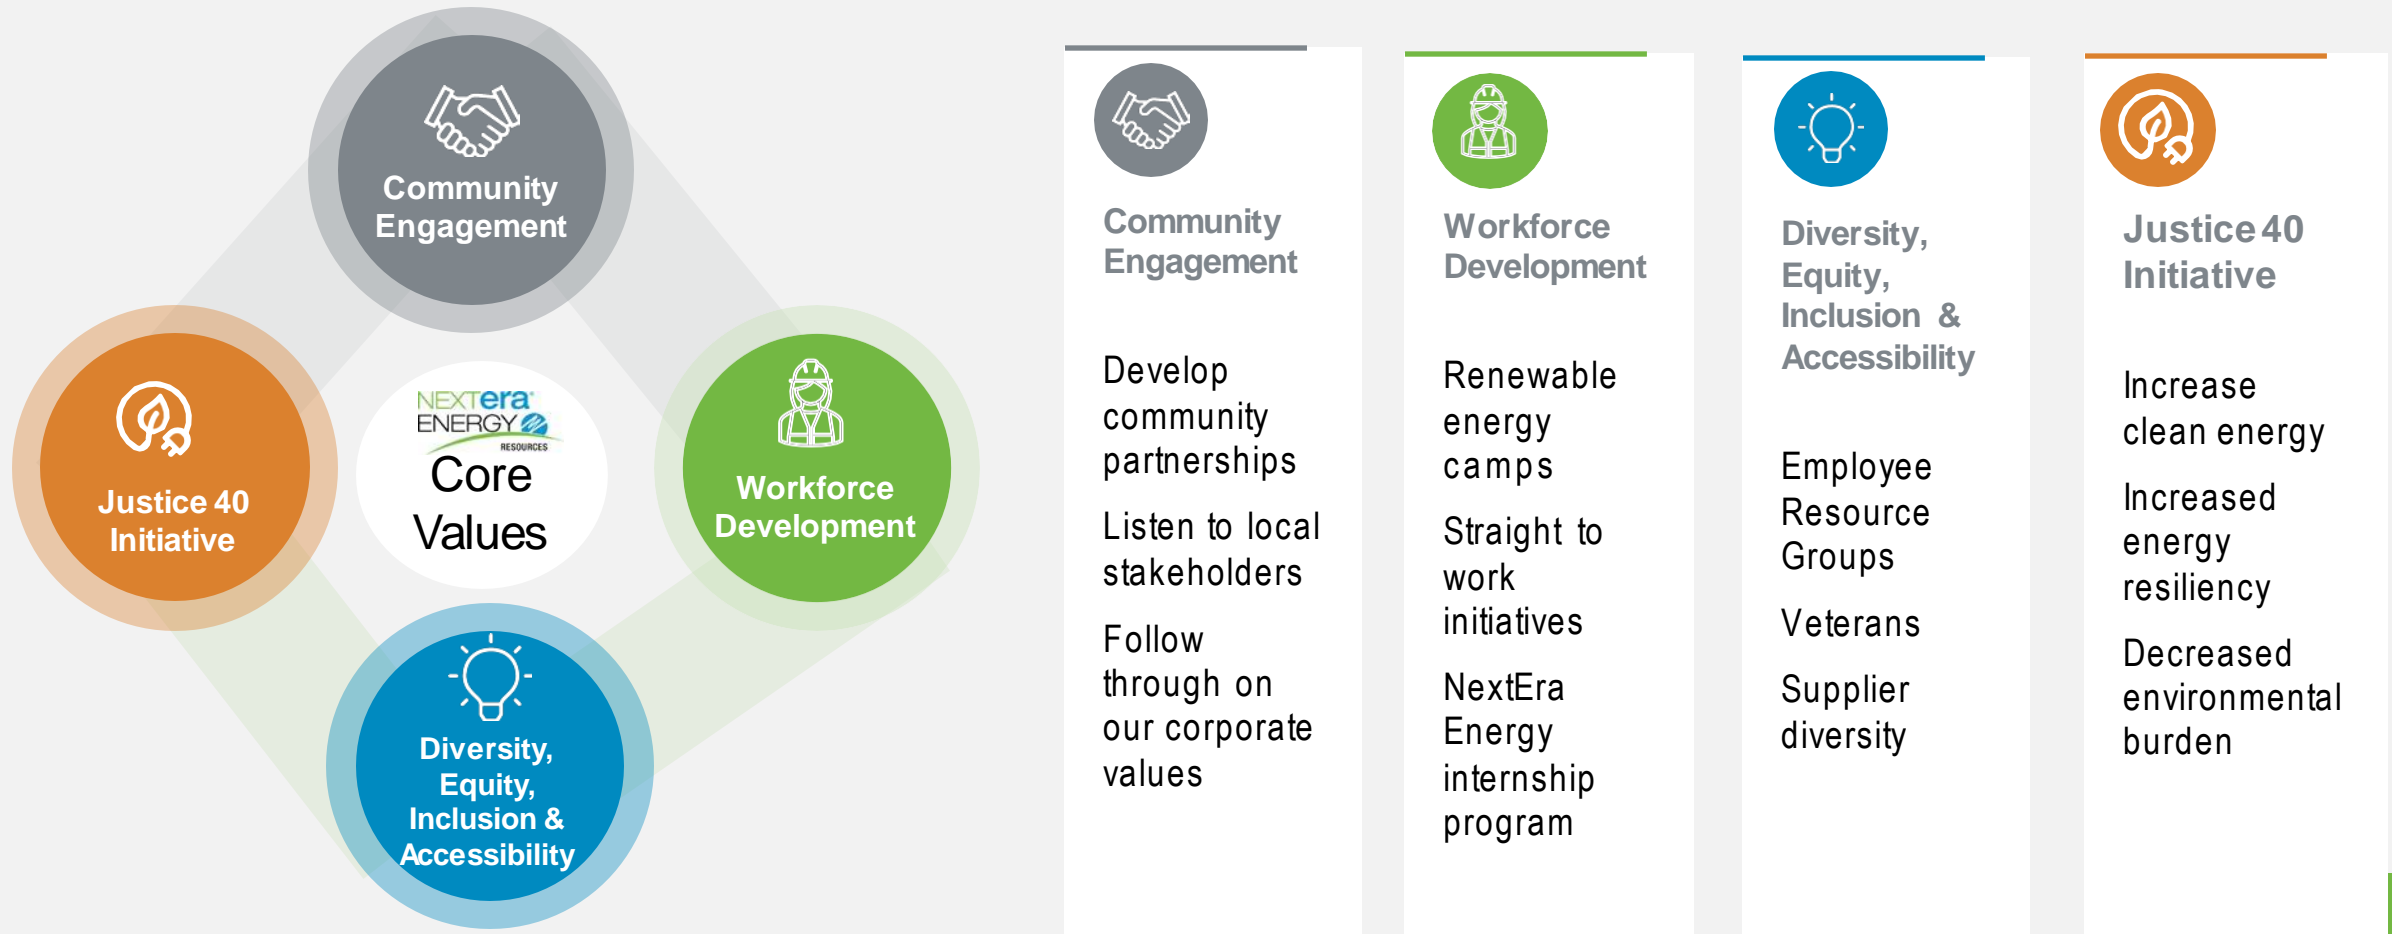 Community
Engagement
Justice 40
Initiative
NEXTera
ENERGY
RESOURCES
Core
Values
Workforce
Development
Diversity,
Equity,
Inclusion &
Accessibility
Community
Engagement
Develop
community
partnerships
Listen to local
stakeholders
Follow
through on
our corporate
values
Workforce
Development
Renewable
energy
camps
Straight to
work
initiatives
NextEra
Energy
internship
program
Diversity,
Equity,
Inclusion &
Accessibility
Employee
Resource
Groups
Veterans
Supplier
diversity
Justice 40
Initiative
Increase
clean energy
Increased
energy
resiliency
Decreased
environmental
burden